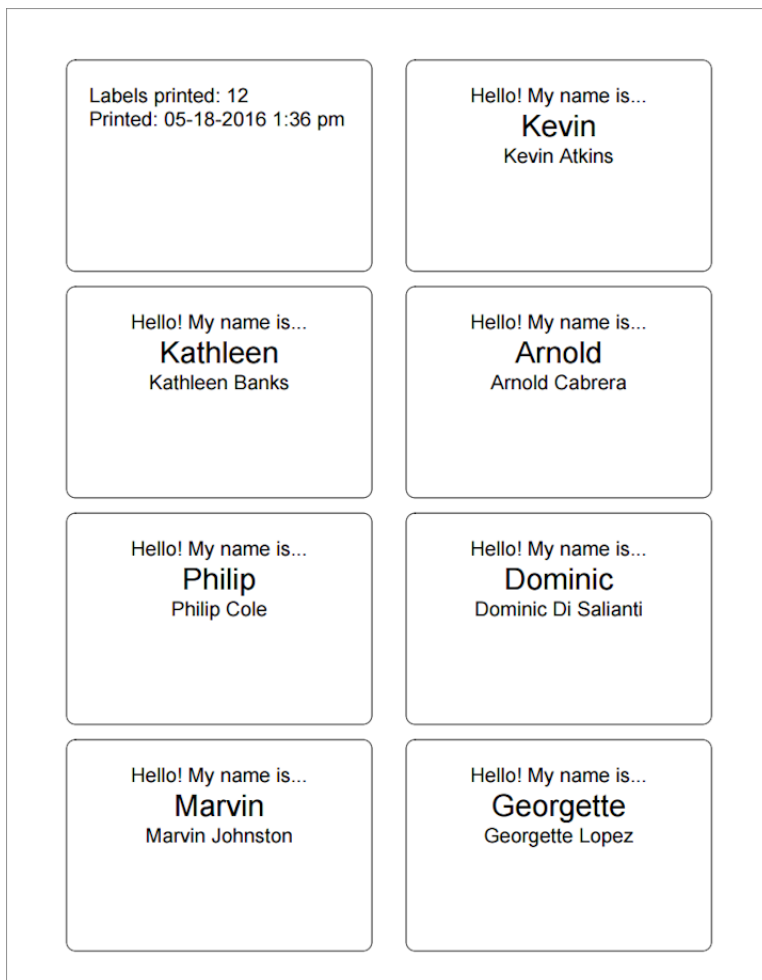 Labels printed: 12
Printed: 05-18-2016 1:36 pm
Hello! My name is...
Kevin
Kevin Atkins
Hello! My name is...
Kathleen
Kathleen Banks
Hello! My name is...
Arnold
Arnold Cabrera
Hello! My name is...
Philip
Philip Cole
Hello! My name is...
Dominic
Dominic Di Salianti
Hello! My name is...
Marvin
Marvin Johnston
Hello! My name is...
Georgette
Georgette Lopez